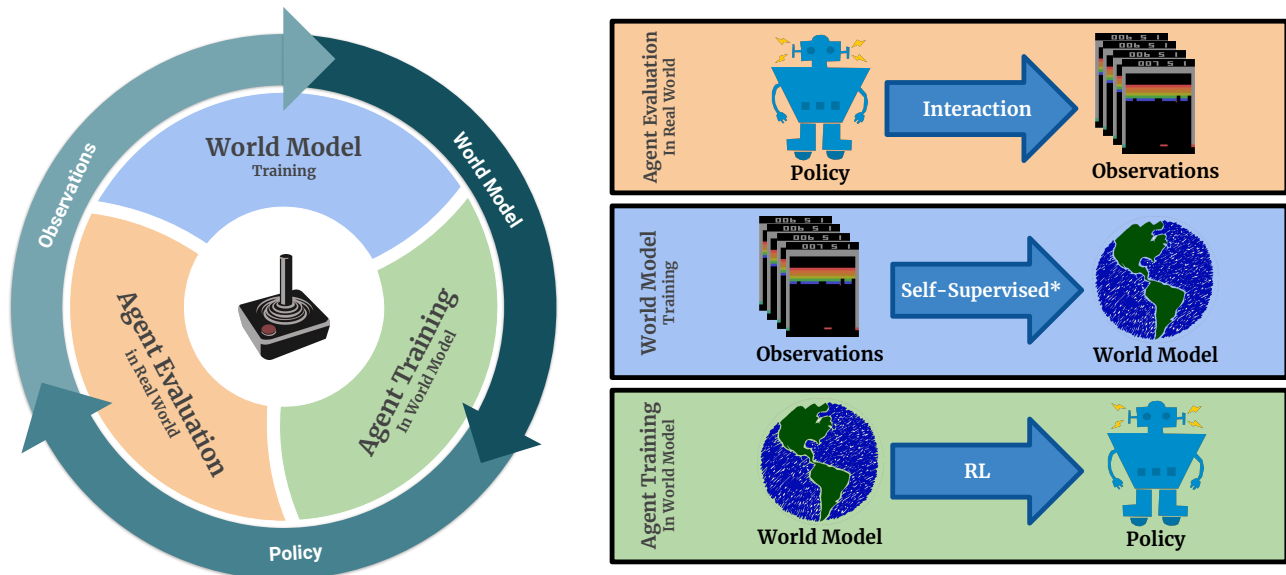 World Model
Training
Observations
World Model
Agent Evaluation
in Real World
Agent Training
In World Model
Policy
Agent Evaluation
In Real World
Interaction
Policy
Observations
World Model
Training
Self-Supervised*
Observations
World Model
Agent Training
In World Model
RL
World Model
Policy